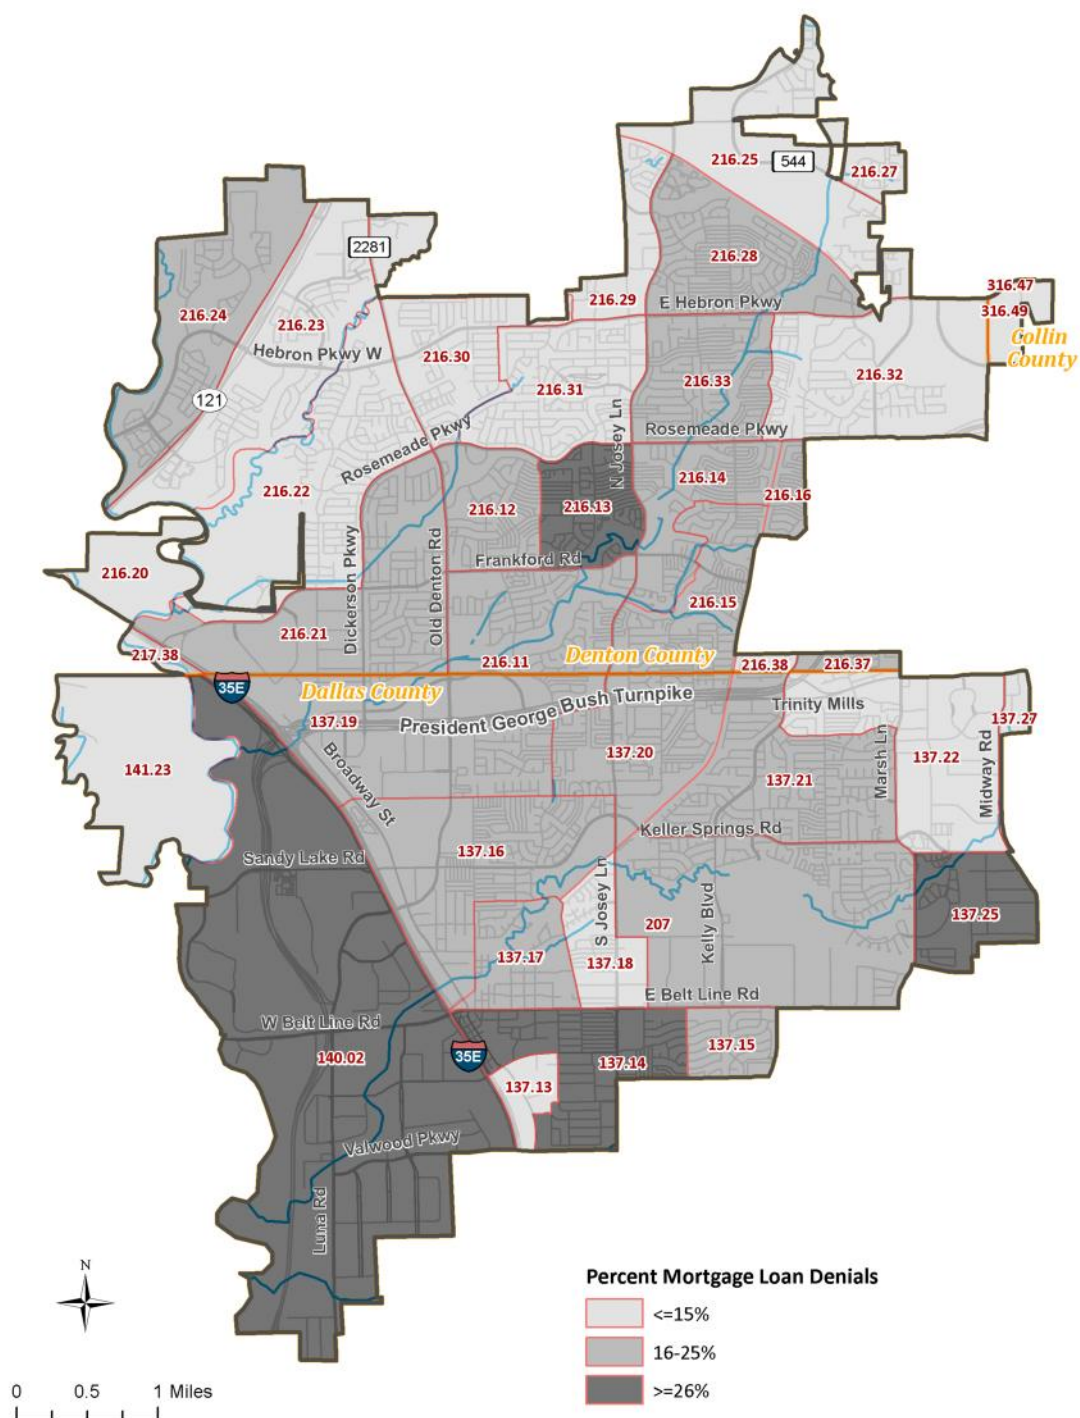 216.25
544
216.27
2281
216.28
316.47
216.29
E Hebron Pkwy
316.49
216.24
216.23
Collin
County
Hebron Pkwy W
216.30
216.31
216.33
216.32
121
N Josey Ln
Rosemeade Pkwy
Rosemeade Pkwy
216.22
216.12
216.13
216.14
216.16
Dickerson Pkwy
Old Denton Rd
Frankford Rd
216.20
216.15
216.21
217.38
216.11
Denton County
216.38
216.37
35E
Dallas County
President George Bush Turnpike
Trinity Mills
137.19
137.27
141.23
Broadway St
137.20
137.21
Marsh Ln
137.22
Midway Rd
Keller Springs Rd
137.16
Sandy Lake Rd
S Josey Ln
Kelly Blvd
207
137.25
137.17
137.18
E Belt Line Rd
W Belt Line Rd
140.02
35E
137.14
137.15
137.13
Valwood Pkwy
Luna Rd
N
Percent Mortgage Loan Denials
<=15%
16-25%
>=26%
0 0.5 1 Miles